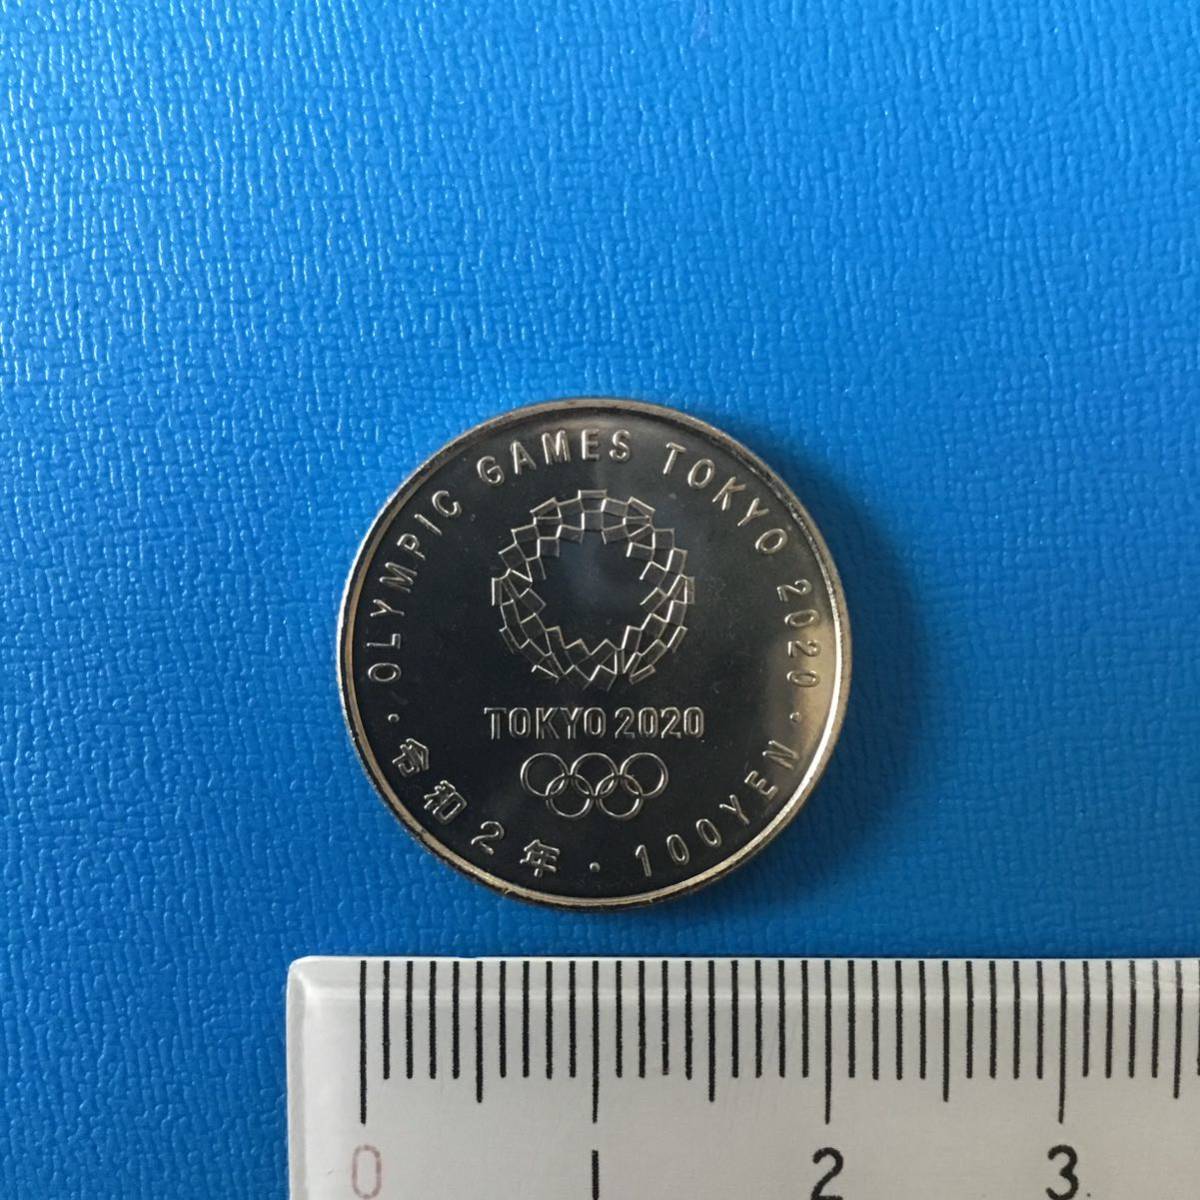 OLYMPIC GAMES TOKYO 2020
TOKYO 2020
令和2年・100YEN
0 1 2 3